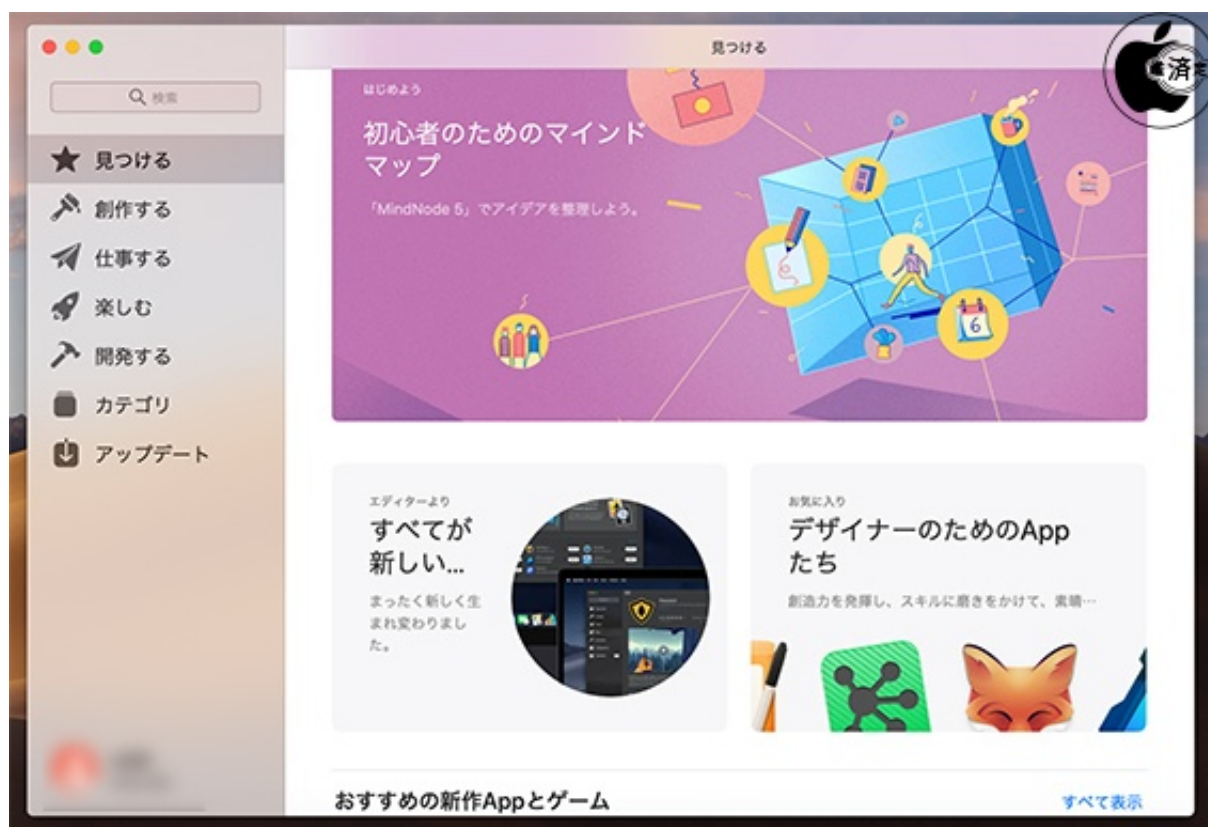 見つける
検索
見つける
創作する
仕事する
楽しむ
開発する
カテゴリ
アップデート
はじめよう
初心者のためのマインド
マップ
「MindNode 5」でアイデアを整理しよう。
6
エディターより
すべてが
新しい...
まったく新しく生
まれ変わりまし
た。
お気に入り
デザイナーのためのApp
たち
創造力を発揮し、スキルに磨きをかけて、素晴…
おすすめの新作Appとゲーム
すべて表示
済